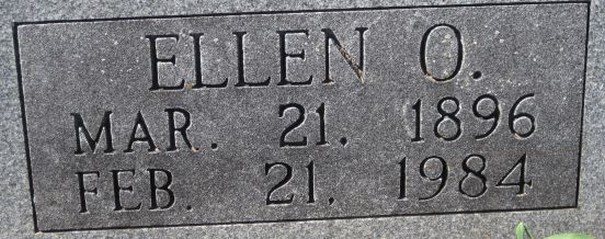 ELLEN O.
MAR. 21, 1896
FEB. 21, 1984